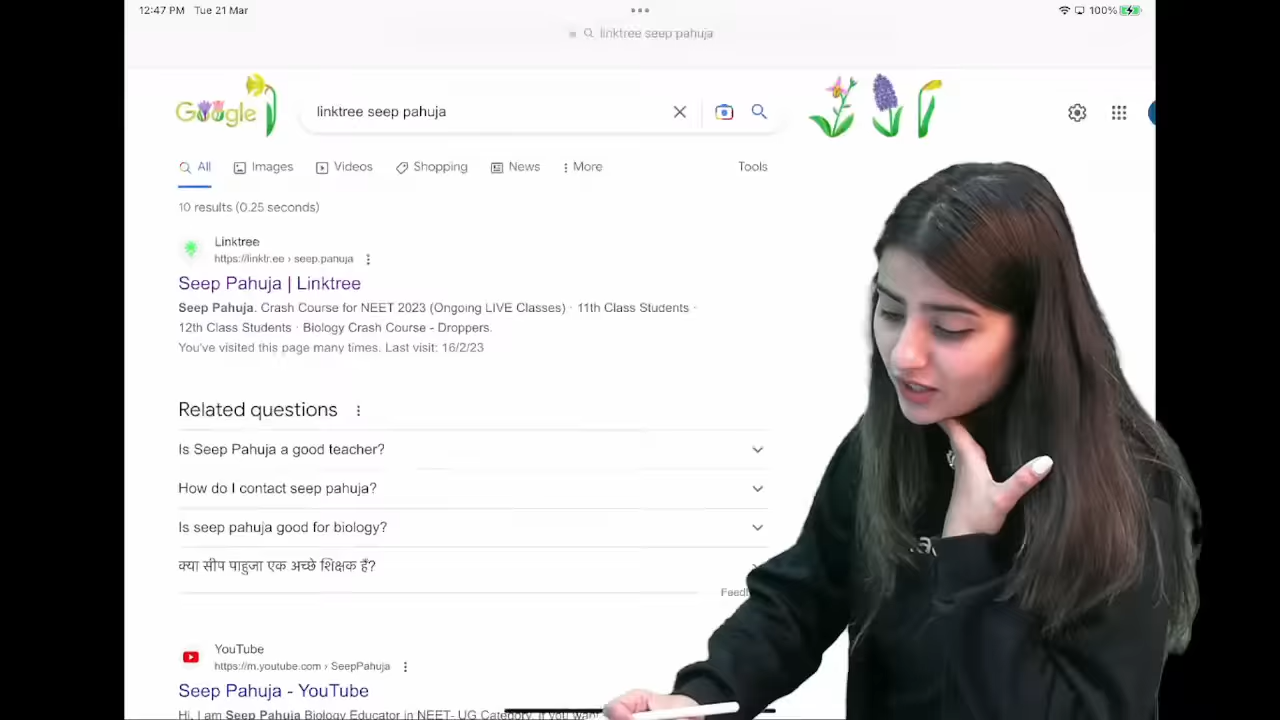 12:47 PM Tue 21 Mar
100%
linktree seep pahuja
Google
linktree seep pahuja
All Images Videos Shopping News More Tools
10 results (0.25 seconds)
Linktree
https://linktr.ee › seep.pahuja
Seep Pahuja | Linktree
Seep Pahuja. Crash Course for NEET 2023 (Ongoing LIVE Classes) · 11th Class Students ·
12th Class Students · Biology Crash Course - Droppers.
You've visited this page many times. Last visit: 16/2/23
Related questions
Is Seep Pahuja a good teacher?
How do I contact seep pahuja?
Is seep pahuja good for biology?
क्या सीप पाहुजा एक अच्छे शिक्षक हैं?
YouTube
https://m.youtube.com › SeepPahuja
Seep Pahuja - YouTube
Hi, I am Seep Pahuja Biology Educator in NEET- UG Category. If you want